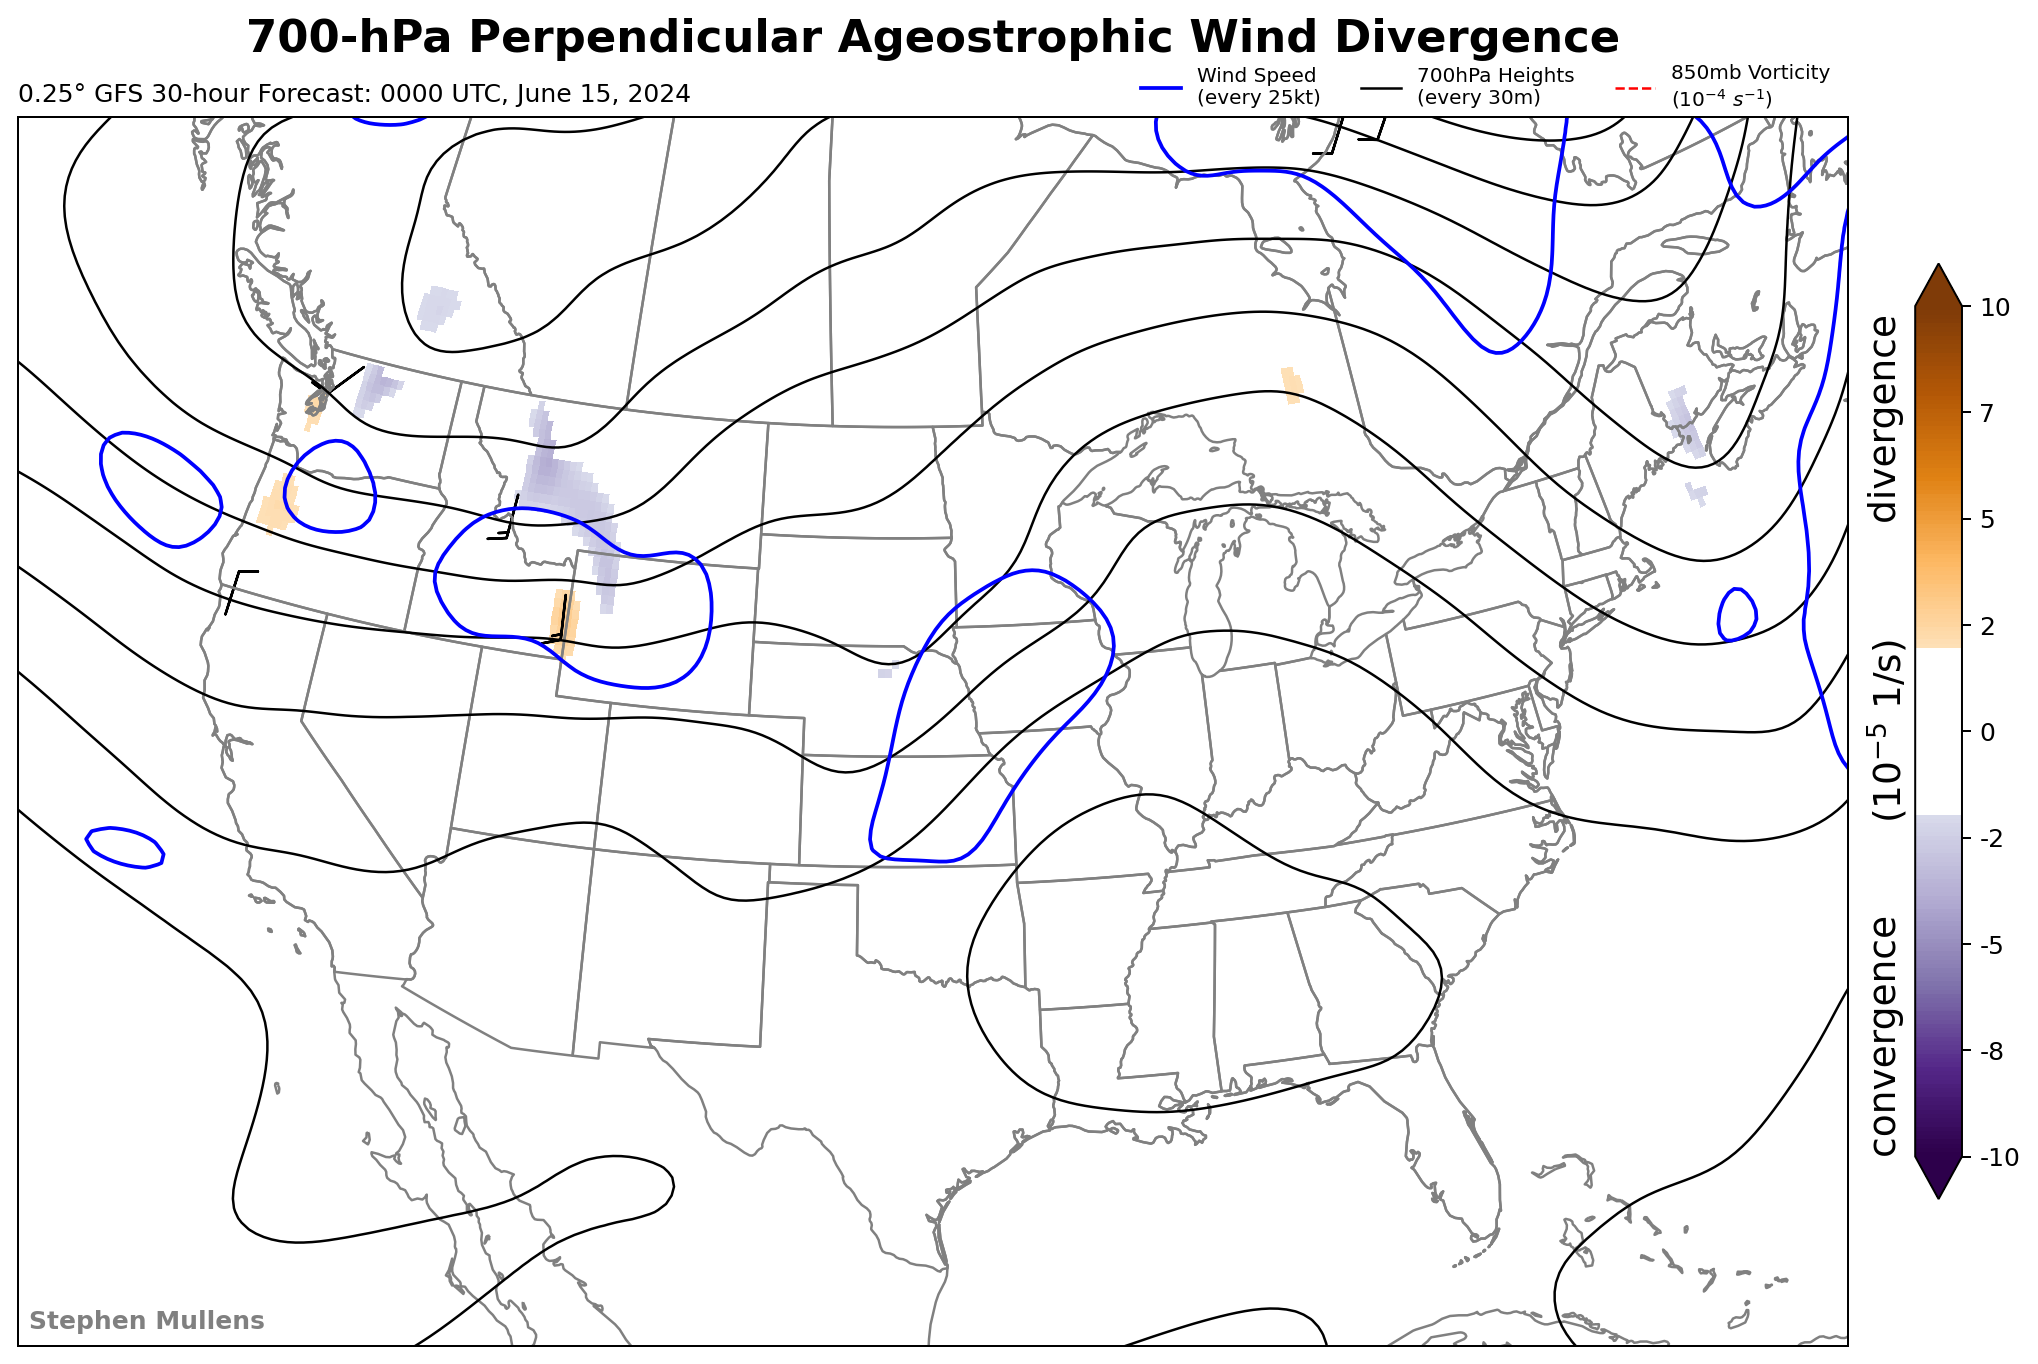 700-hPa Perpendicular Ageostrophic Wind Divergence
0.25° GFS 30-hour Forecast: 0000 UTC, June 15, 2024
Wind Speed
(every 25kt)
700hPa Heights
(every 30m)
850mb Vorticity
(10⁻⁴ s⁻¹)
10
7
5
2
0
-2
-5
-8
-10
convergence (10⁻⁵ 1/s) divergence
Stephen Mullens